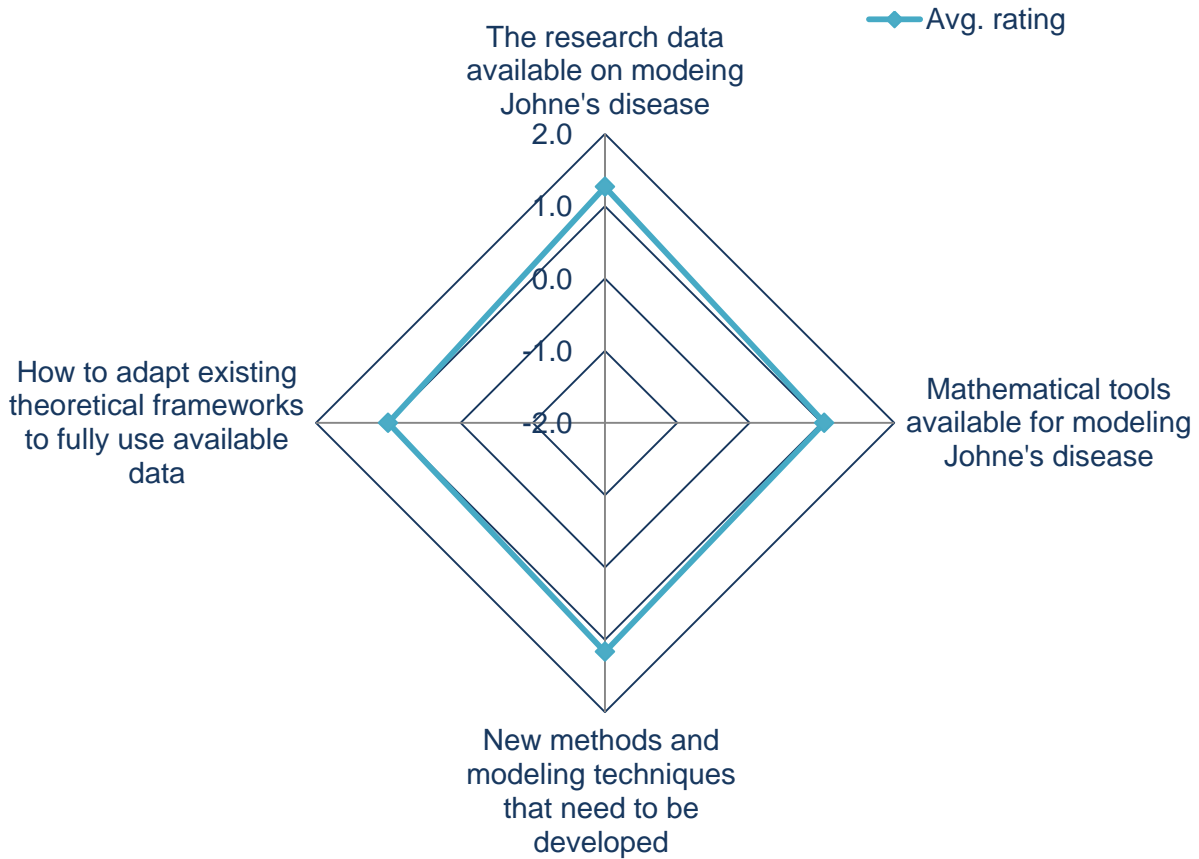 Avg. rating
The research data
available on modeing
Johne's disease
2.0
1.0
0.0
-1.0
-2.0
How to adapt existing
theoretical frameworks
to fully use available
data
Mathematical tools
available for modeling
Johne's disease
New methods and
modeling techniques
that need to be
developed